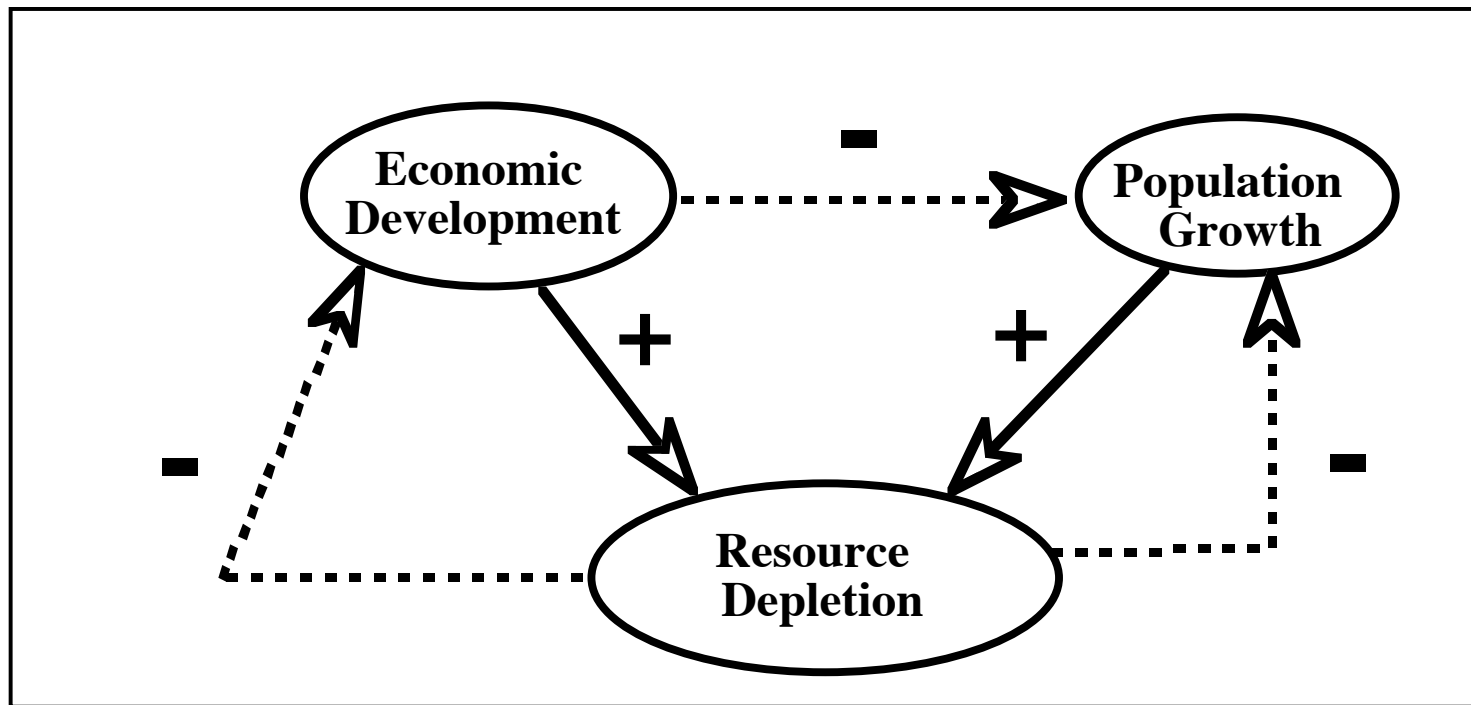 -
Economic
Development
Population
Growth
+
+
-
-
Resource
Depletion